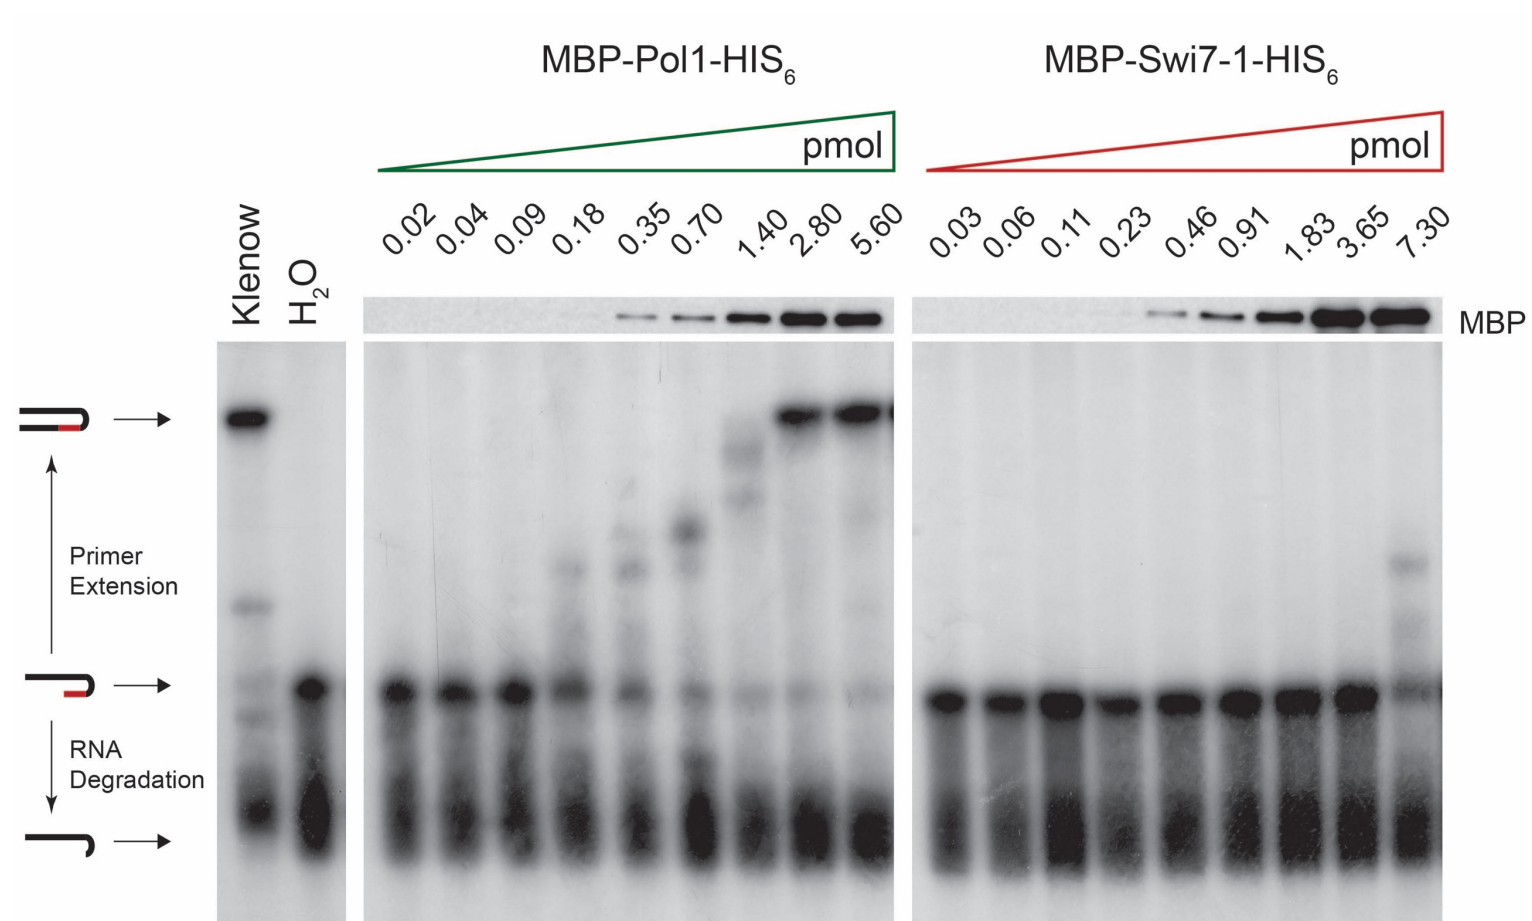 MBP-Pol1-HIS6
MBP-Swi7-1-HIS6
pmol
pmol
Klenow
H2O
0.02
0.04
0.09
0.18
0.35
0.70
1.40
2.80
5.60
0.03
0.06
0.11
0.23
0.46
0.91
1.83
3.65
7.30
MBP
Primer
Extension
RNA
Degradation